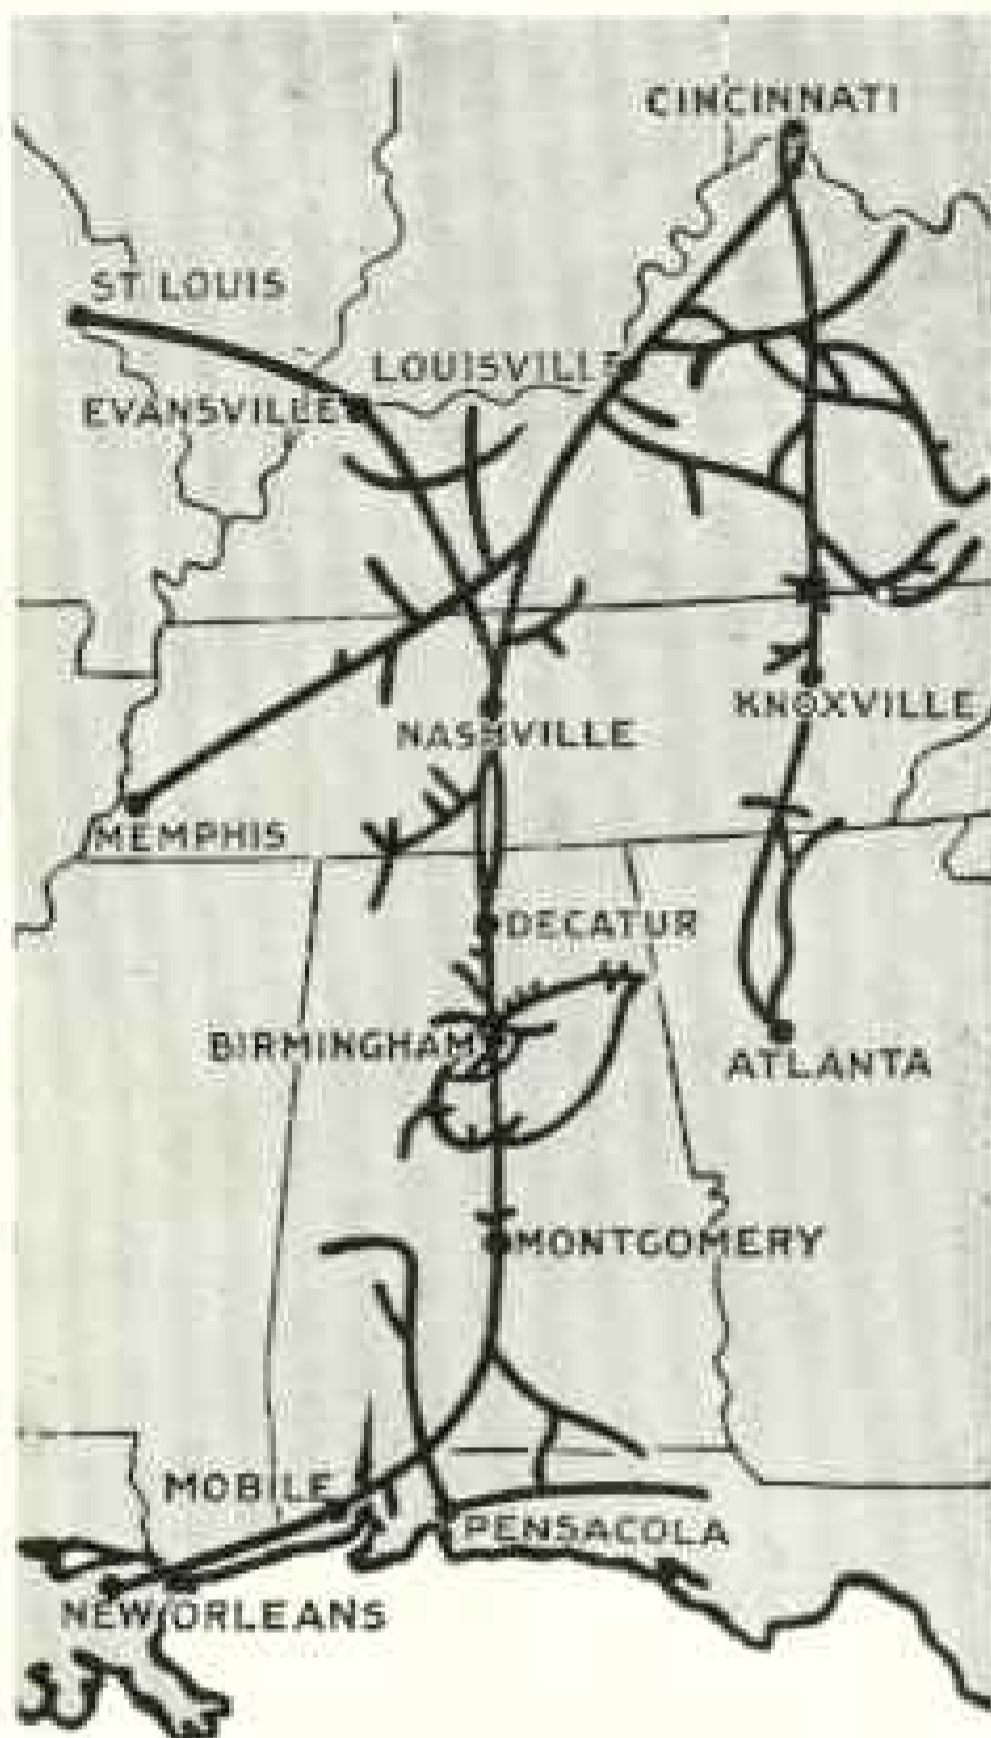 CINCINNATI
ST. LOUIS
LOUISVILLE
EVANSVILLE
KNOXVILLE
NASHVILLE
MEMPHIS
DECATUR
BIRMINGHAM
ATLANTA
MONTGOMERY
MOBILE
PENSACOLA
NEW ORLEANS